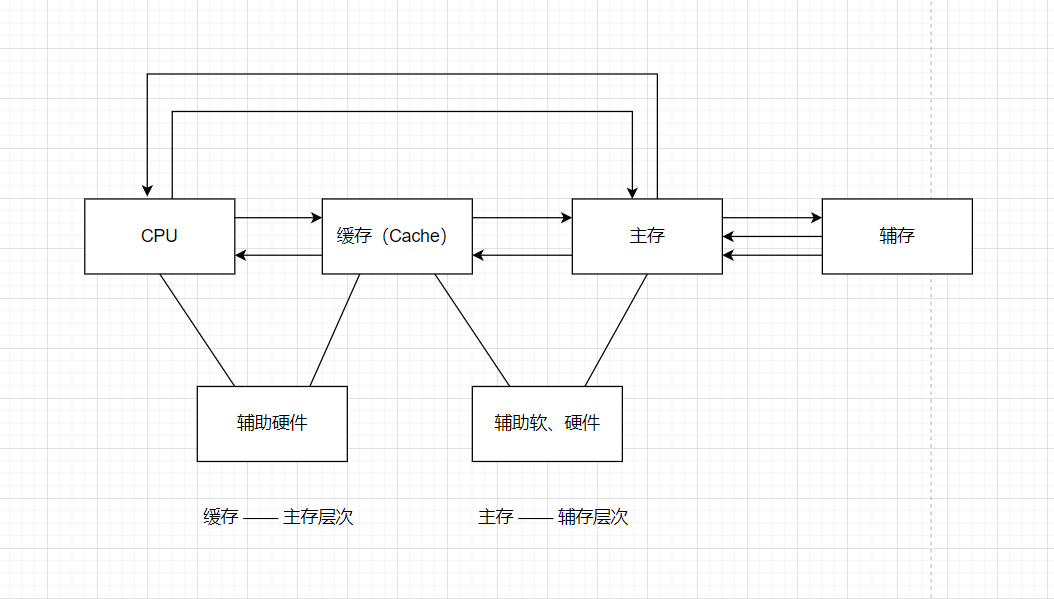 CPU
缓存（Cache）
主存
辅存
辅助硬件
辅助软、硬件
缓存 —— 主存层次
主存 —— 辅存层次